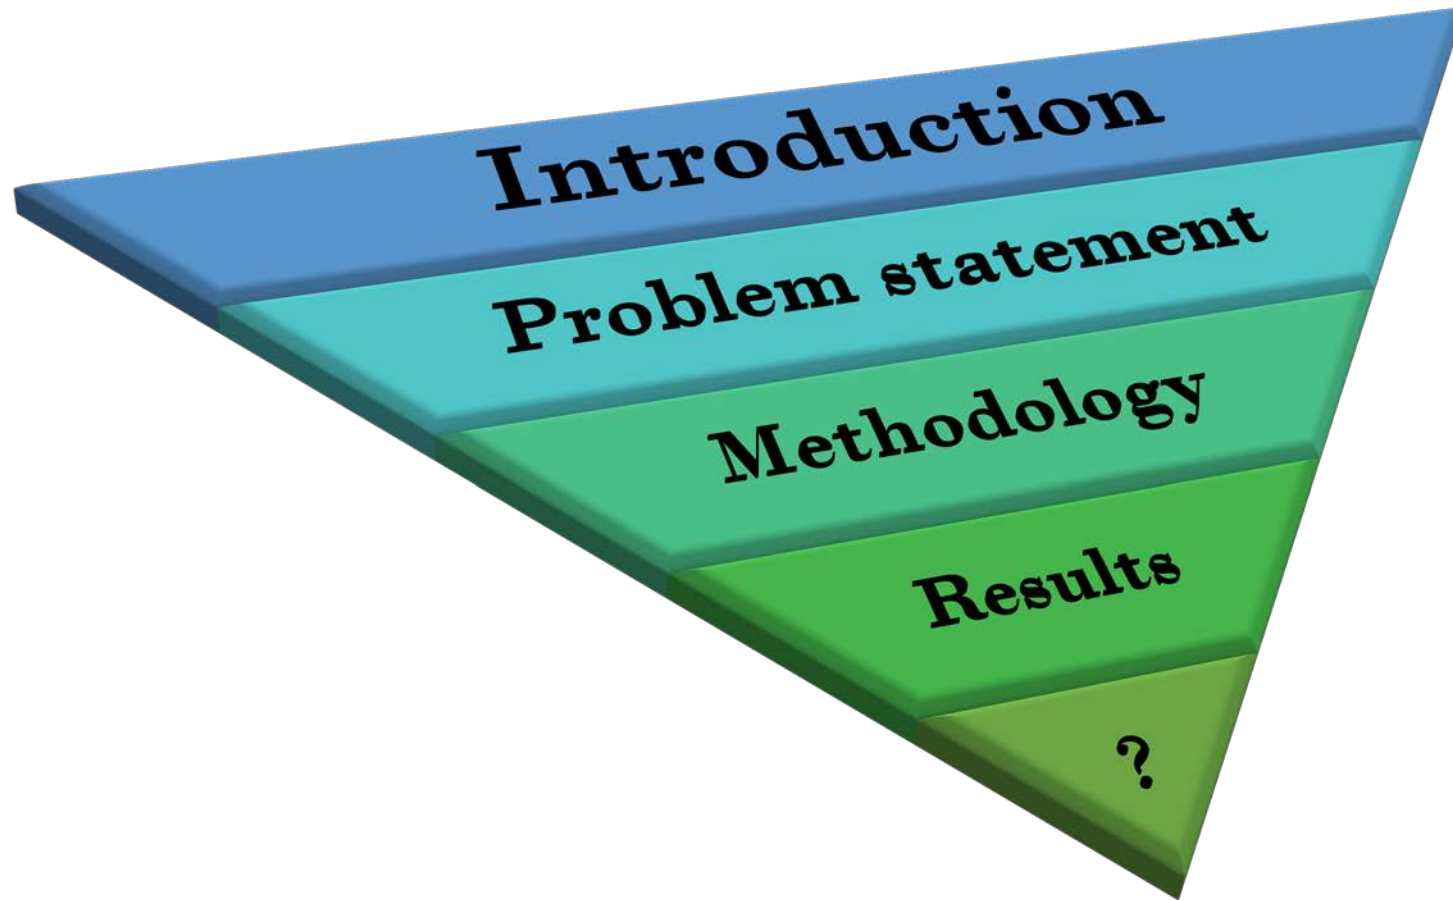 Introduction
Problem statement
Methodology
Results
?